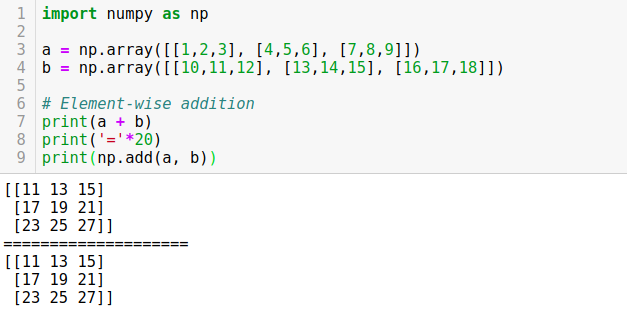 1 import numpy as np
2
3 a = np.array([[1,2,3], [4,5,6], [7,8,9]])
4 b = np.array([[10,11,12], [13,14,15], [16,17,18]])
5
6 # Element-wise addition
7 print(a + b)
8 print('='*20)
9 print(np.add(a, b))
[[11 13 15]
 [17 19 21]
 [23 25 27]]
====================
[[11 13 15]
 [17 19 21]
 [23 25 27]]